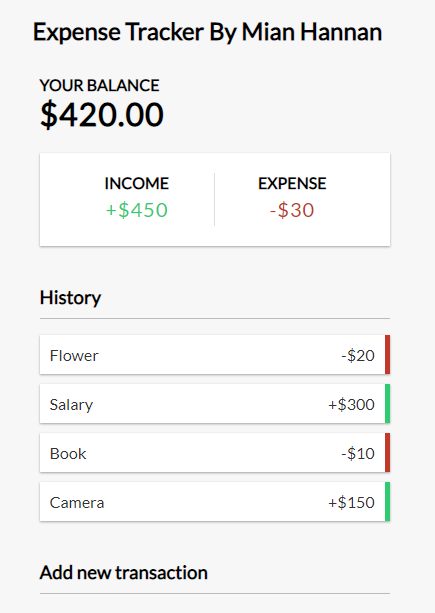 Expense Tracker By Mian Hannan
YOUR BALANCE
$420.00
INCOME EXPENSE
+$450 -$30
History
Flower -$20
Salary +$300
Book -$10
Camera +$150
Add new transaction